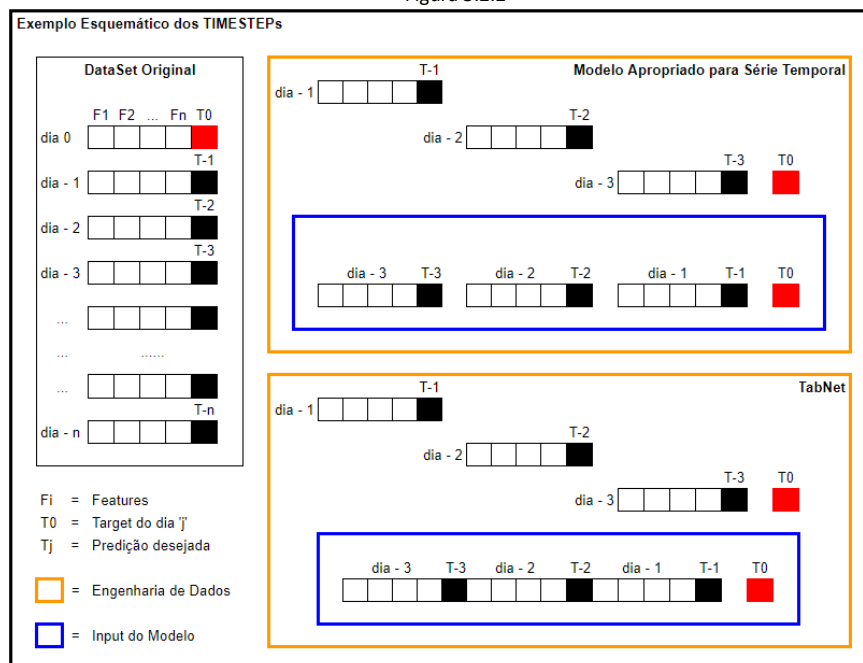 Exemplo Esquemático dos TIMESTEPs
DataSet Original
F1 F2 ... Fn T0
dia 0
T-1
dia - 1
T-2
dia - 2
T-3
dia - 3
...
... ......
...
T-n
dia - n
Fi = Features
T0 = Target do dia 'j'
Tj = Predição desejada
= Engenharia de Dados
= Input do Modelo
Modelo Apropriado para Série Temporal
T-1
dia - 1
T-2
dia - 2
T-3 T0
dia - 3
dia - 3 T-3 dia - 2 T-2 dia - 1 T-1 T0
TabNet
T-1
dia - 1
T-2
dia - 2
T-3 T0
dia - 3
dia - 3 T-3 dia - 2 T-2 dia - 1 T-1 T0